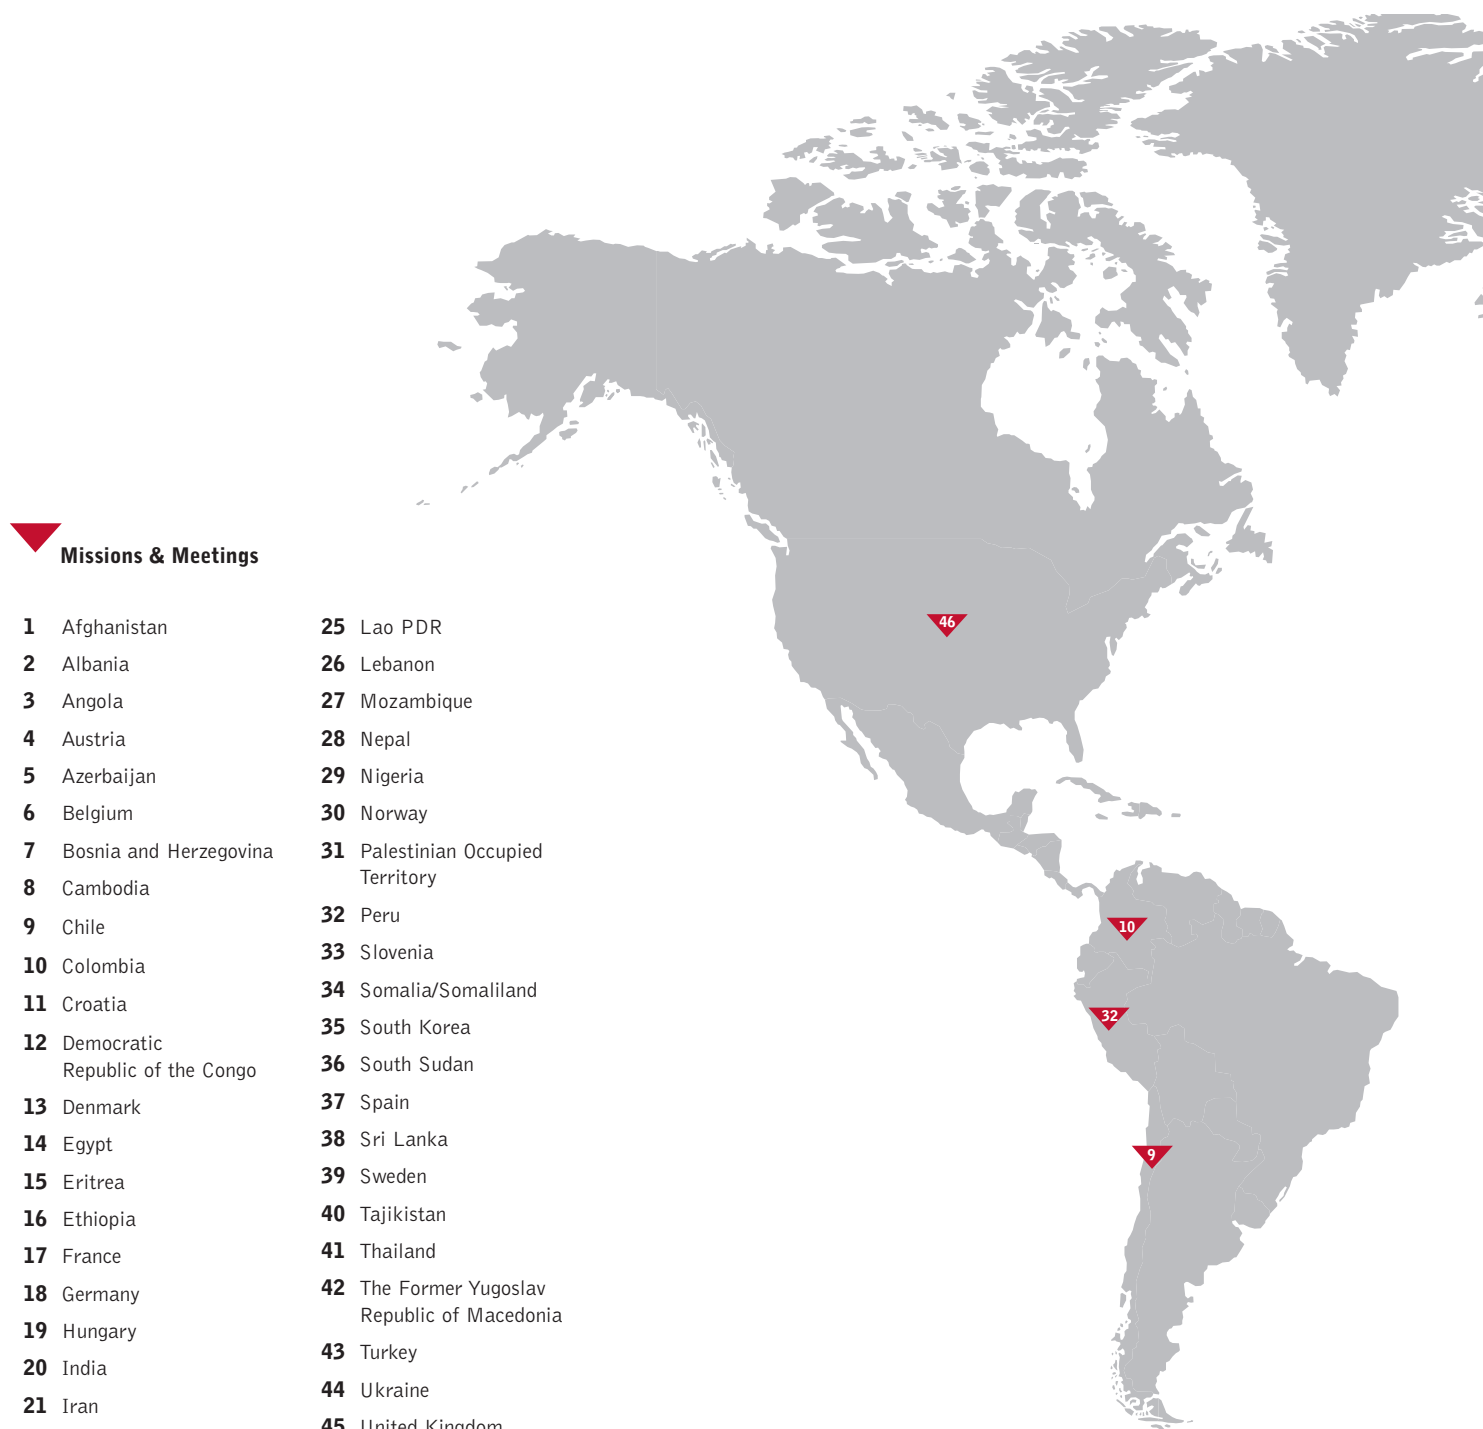 Missions & Meetings
1 Afghanistan
2 Albania
3 Angola
4 Austria
5 Azerbaijan
6 Belgium
7 Bosnia and Herzegovina
8 Cambodia
9 Chile
10 Colombia
11 Croatia
12 Democratic
Republic of the Congo
13 Denmark
14 Egypt
15 Eritrea
16 Ethiopia
17 France
18 Germany
19 Hungary
20 India
21 Iran
25 Lao PDR
26 Lebanon
27 Mozambique
28 Nepal
29 Nigeria
30 Norway
31 Palestinian Occupied
Territory
32 Peru
33 Slovenia
34 Somalia/Somaliland
35 South Korea
36 South Sudan
37 Spain
38 Sri Lanka
39 Sweden
40 Tajikistan
41 Thailand
42 The Former Yugoslav
Republic of Macedonia
43 Turkey
44 Ukraine
45 United Kingdom
46
10
32
9